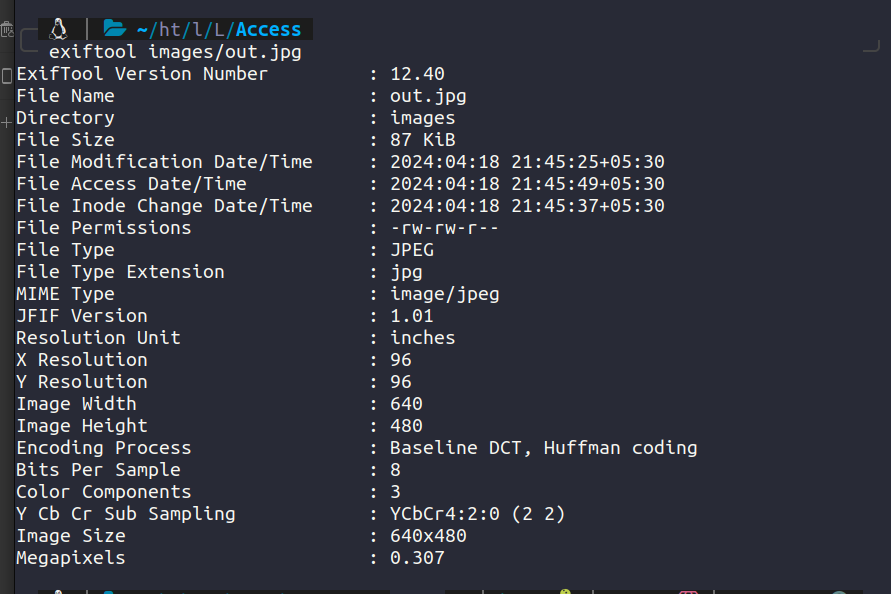 ~/ht/l/L/Access
exiftool images/out.jpg
ExifTool Version Number : 12.40
File Name : out.jpg
Directory : images
File Size : 87 KiB
File Modification Date/Time : 2024:04:18 21:45:25+05:30
File Access Date/Time : 2024:04:18 21:45:49+05:30
File Inode Change Date/Time : 2024:04:18 21:45:37+05:30
File Permissions : -rw-rw-r--
File Type : JPEG
File Type Extension : jpg
MIME Type : image/jpeg
JFIF Version : 1.01
Resolution Unit : inches
X Resolution : 96
Y Resolution : 96
Image Width : 640
Image Height : 480
Encoding Process : Baseline DCT, Huffman coding
Bits Per Sample : 8
Color Components : 3
Y Cb Cr Sub Sampling : YCbCr4:2:0 (2 2)
Image Size : 640x480
Megapixels : 0.307